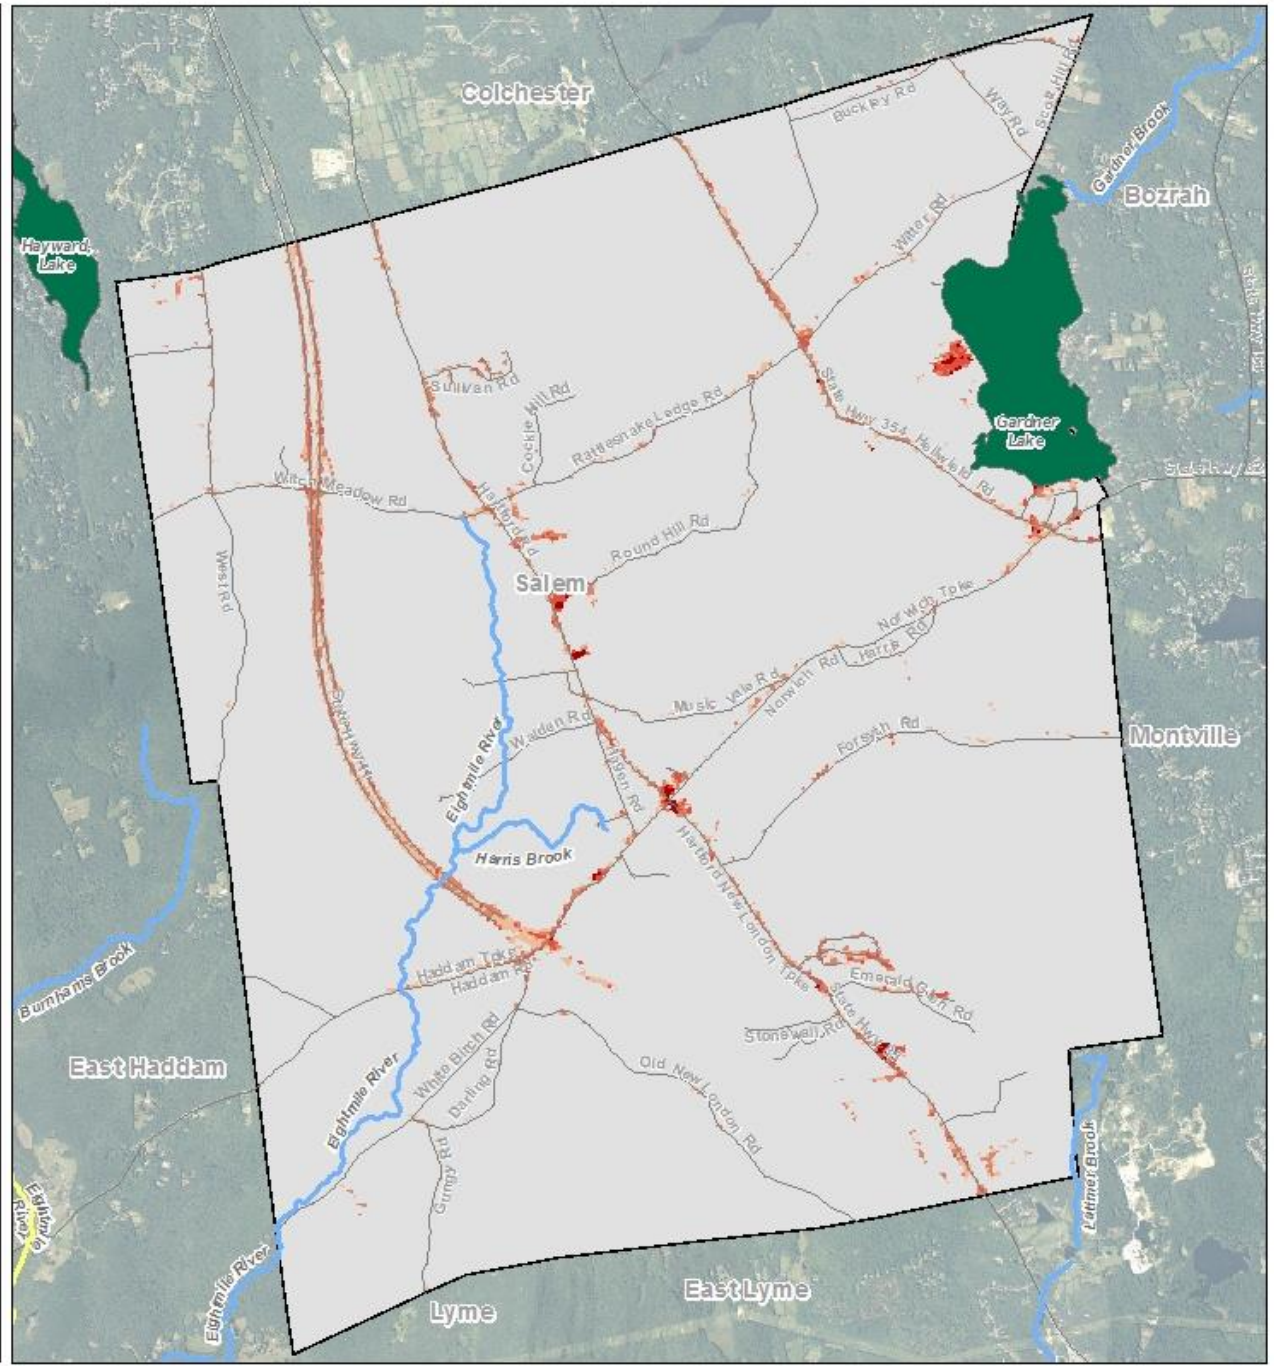 Colchester
Buckley Rd
Way Rd
Scott Hill Rd
Gardner Brook
Bozrah
Hayward
Lake
Witter Rd
Sullivan Rd
Cockle Hill Rd
Rattlesnake Ledge Rd
State Hwy 354
Hellwield Rd
Gardner
Lake
Witch Meadow Rd
Hartford Rd
Round Hill Rd
West Rd
Salem
Norwich Tpke
Harris Rd
Music Vale Rd
Norwich Rd
Walden Rd
Forsyth Rd
Montville
Eightmile River
Hagen Rd
Harris Brook
Hartford New London Tpke
Burnhams Brook
Haddam Tpke
Haddam Rd
Emerald Glen Rd
Stonewall Rd
East Haddam
White Birch Rd
Darling Rd
Old New London Rd
Eightmile River
Gungy Rd
Latimer Brook
Eightmile
River
Eightmile River
Lyme
East Lyme